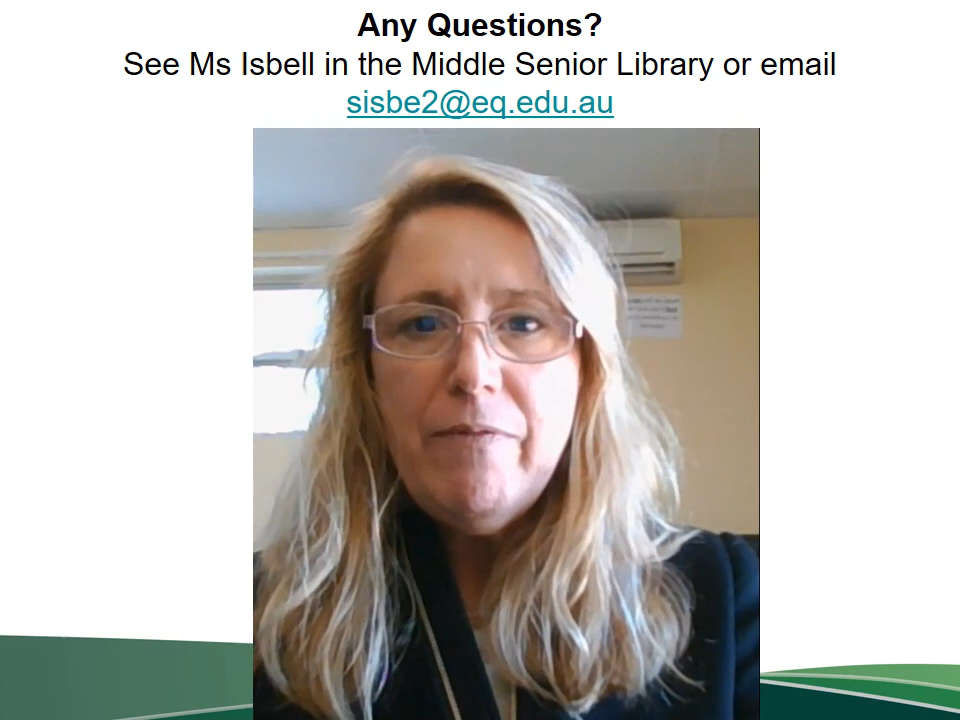 Any Questions?
See Ms Isbell in the Middle Senior Library or email
sisbe2@eq.edu.au